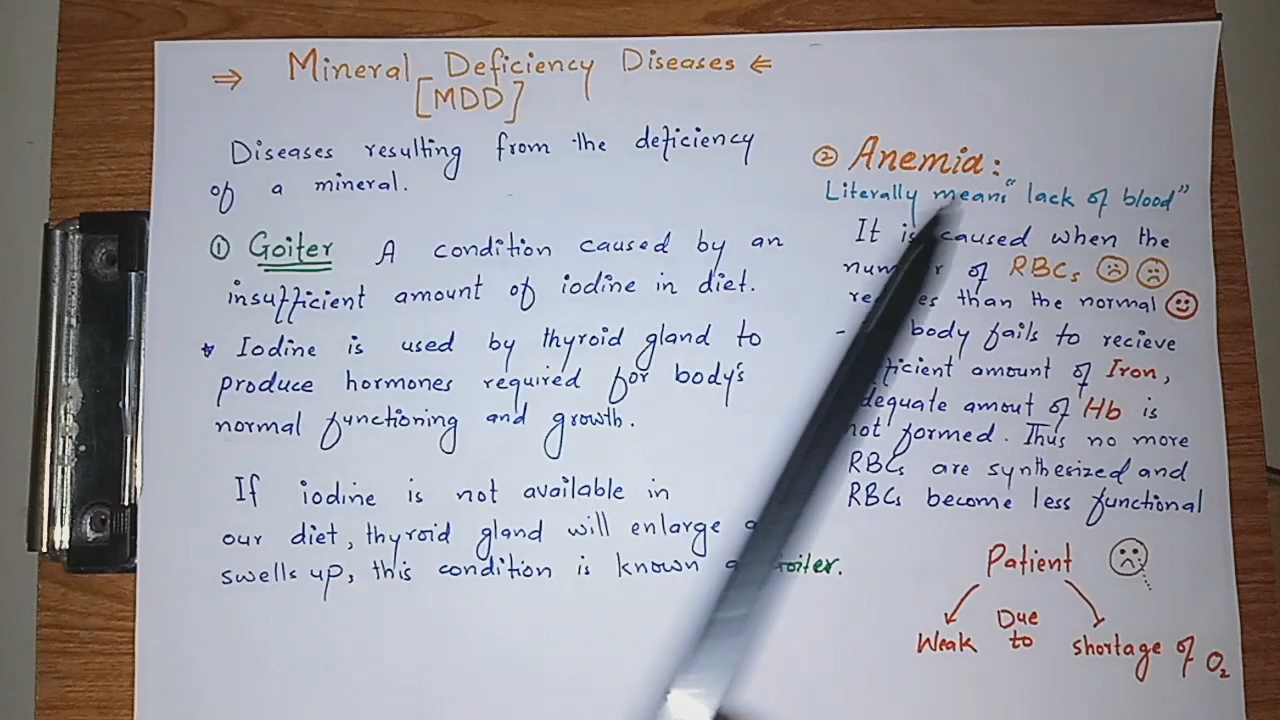 ⇒ Mineral Deficiency Diseases ⇐
[MDD]
Diseases resulting from the deficiency
of a mineral.
① Goiter A condition caused by an
insufficient amount of iodine in diet.
* Iodine is used by thyroid gland to
produce hormones required for body's
normal functioning and growth.
If iodine is not available in
our diet, thyroid gland will enlarge
swells up, this condition is known
② Anemia:
Literally means "lack of blood"
It is caused when the
of RBCs
than the normal
- body fails to recieve
amount of Iron,
amout of Hb is
not formed. Thus no more
RBCs are synthesized and
RBCs become less functional
Patient
Weak Due to shortage of O₂